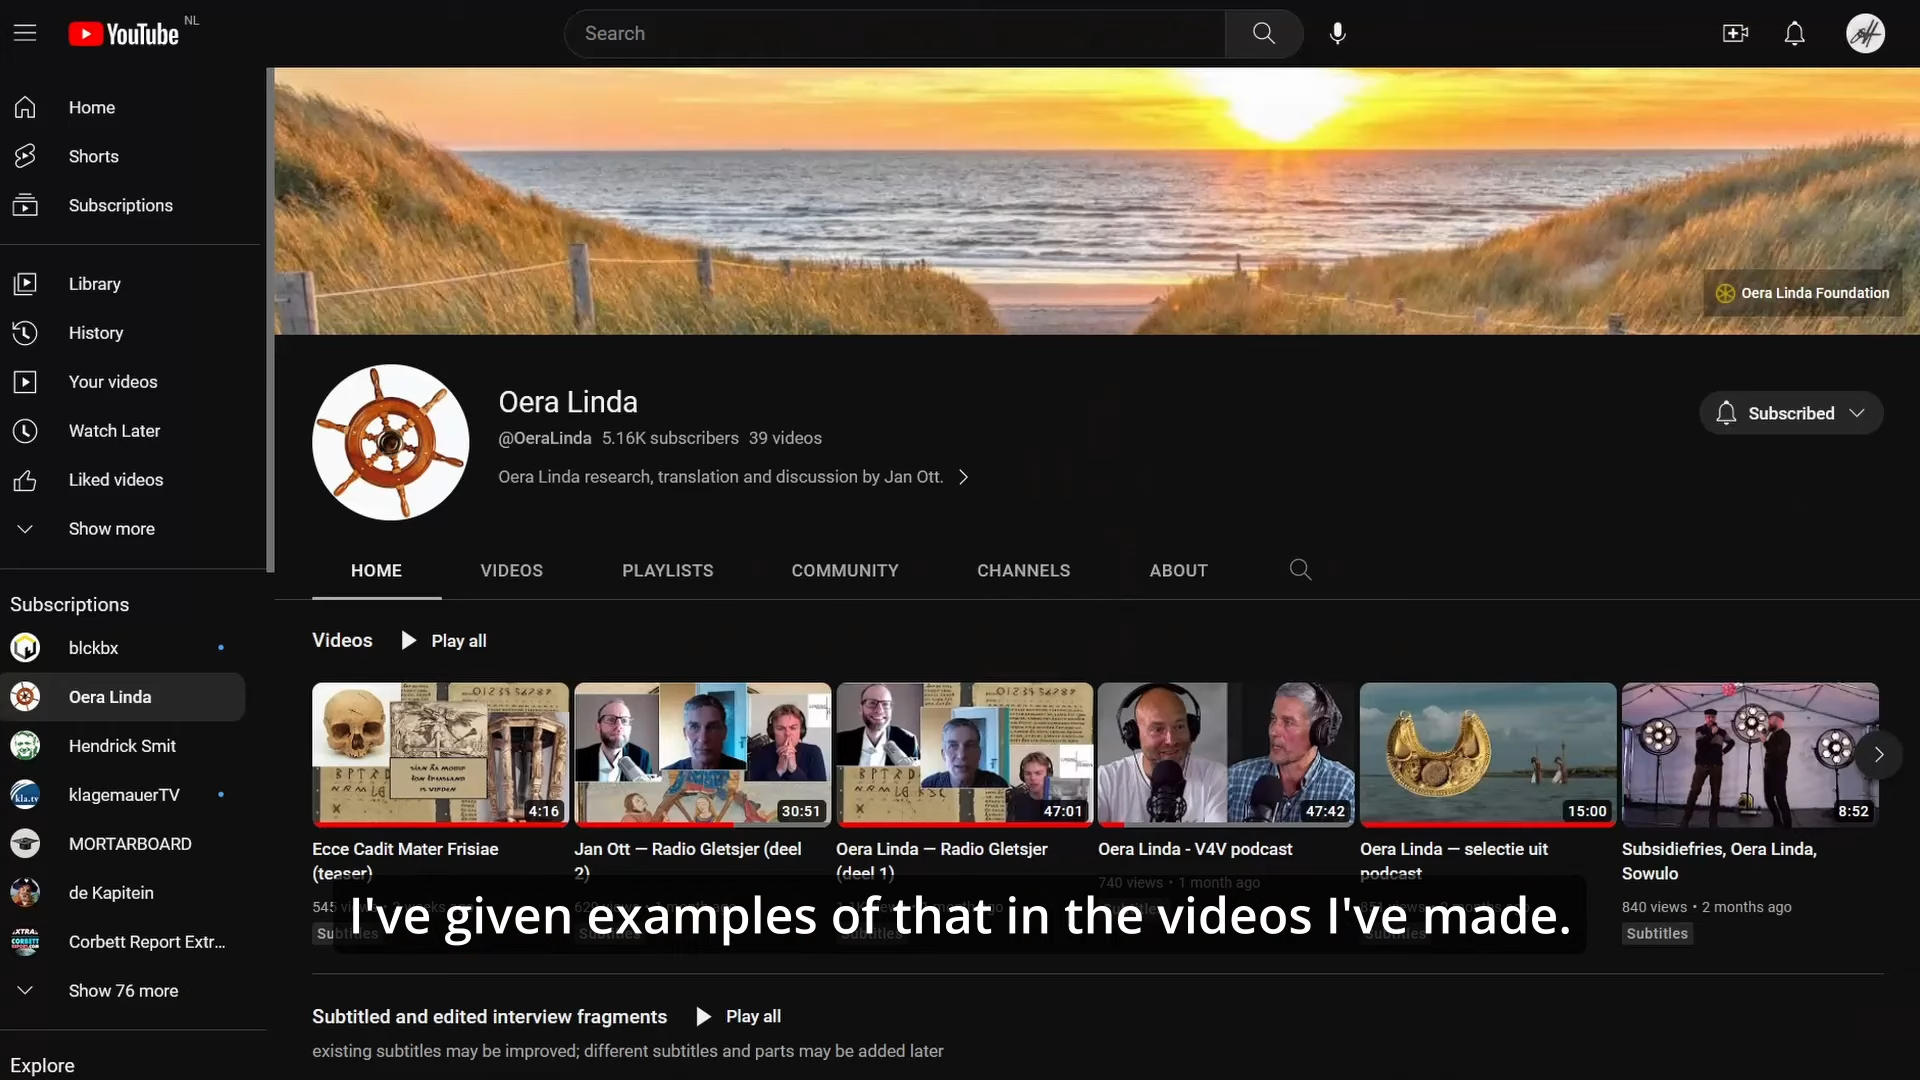 YouTube NL
Search
Home
Shorts
Subscriptions
Library
History
Your videos
Watch Later
Liked videos
Show more
Subscriptions
blckbx
Oera Linda
Hendrick Smit
klagemauerTV
MORTARBOARD
de Kapitein
Corbett Report Extr...
Show 76 more
Explore
Oera Linda Foundation
Oera Linda
@OeraLinda 5.16K subscribers 39 videos
Oera Linda research, translation and discussion by Jan Ott.
Subscribed
HOME VIDEOS PLAYLISTS COMMUNITY CHANNELS ABOUT
Videos Play all
4:16
30:51
47:01
47:42
15:00
8:52
Ecce Cadit Mater Frisiae
(teaser)
Jan Ott — Radio Gletsjer (deel
2)
Oera Linda — Radio Gletsjer
(deel 1)
Oera Linda - V4V podcast
740 views • 1 month ago
Oera Linda — selectie uit
podcast
Subsidiefries, Oera Linda,
Sowulo
840 views • 2 months ago
Subtitles
I've given examples of that in the videos I've made.
Subtitled and edited interview fragments Play all
existing subtitles may be improved; different subtitles and parts may be added later